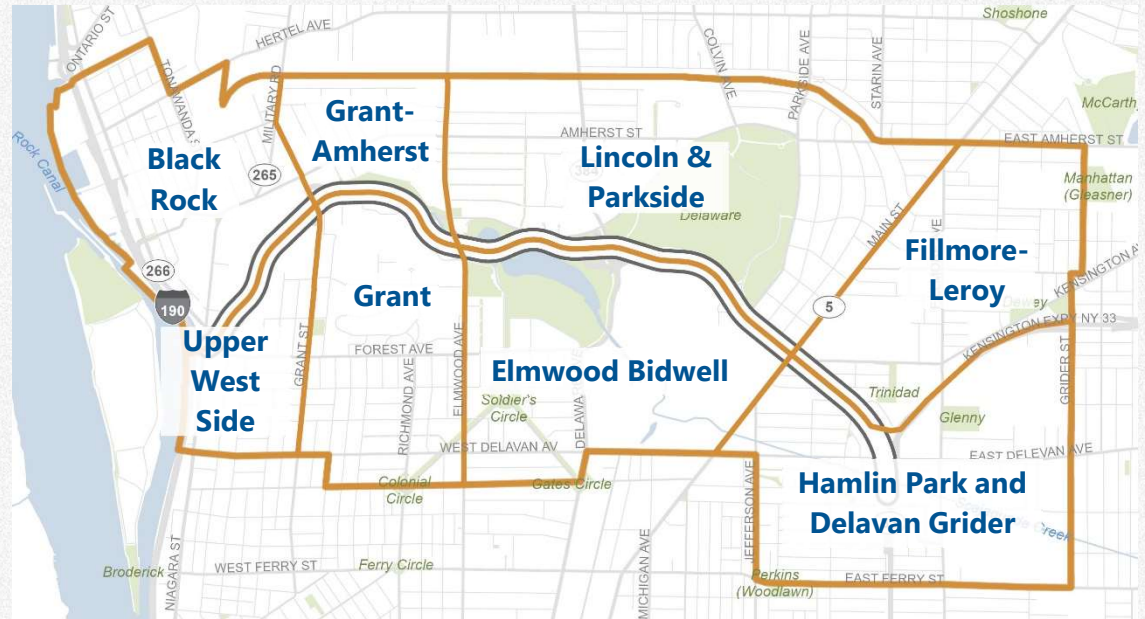 Shoshone
ONTARIO ST
HERTEL AVE
COLVIN AVE
PARKSIDE AVE
STARIN AVE
TONAWANDA S
MILITARY RD
McCarth
Rock Canal
Grant-
Amherst
AMHERST ST
EAST AMHERST ST
Black
Rock
265
Lincoln &
Parkside
384
Manhattan
(Gleasner)
Delaware
MAIN ST
Fillmore-
Leroy
KENSINGTON A
266
190
Grant
5
KENSINGTON EXPY NY 33
Upper
West
Side
GRANT ST
FOREST AVE
RICHMOND AVE
ELMWOOD AVE
Elmwood Bidwell
DELAWA
Soldier's
Circle
Trinidad
Glenny
GRIDER ST
WEST DELAVAN AV
EAST DELEVAN AVE
Colonial
Circle
Gates Circle
JEFFERSON AVE
Hamlin Park and
Delavan Grider
Creek
NIAGARA ST
Broderick
WEST FERRY ST
Ferry Circle
MICHIGAN AVE
Perkins
(Woodlawn)
EAST FERRY ST